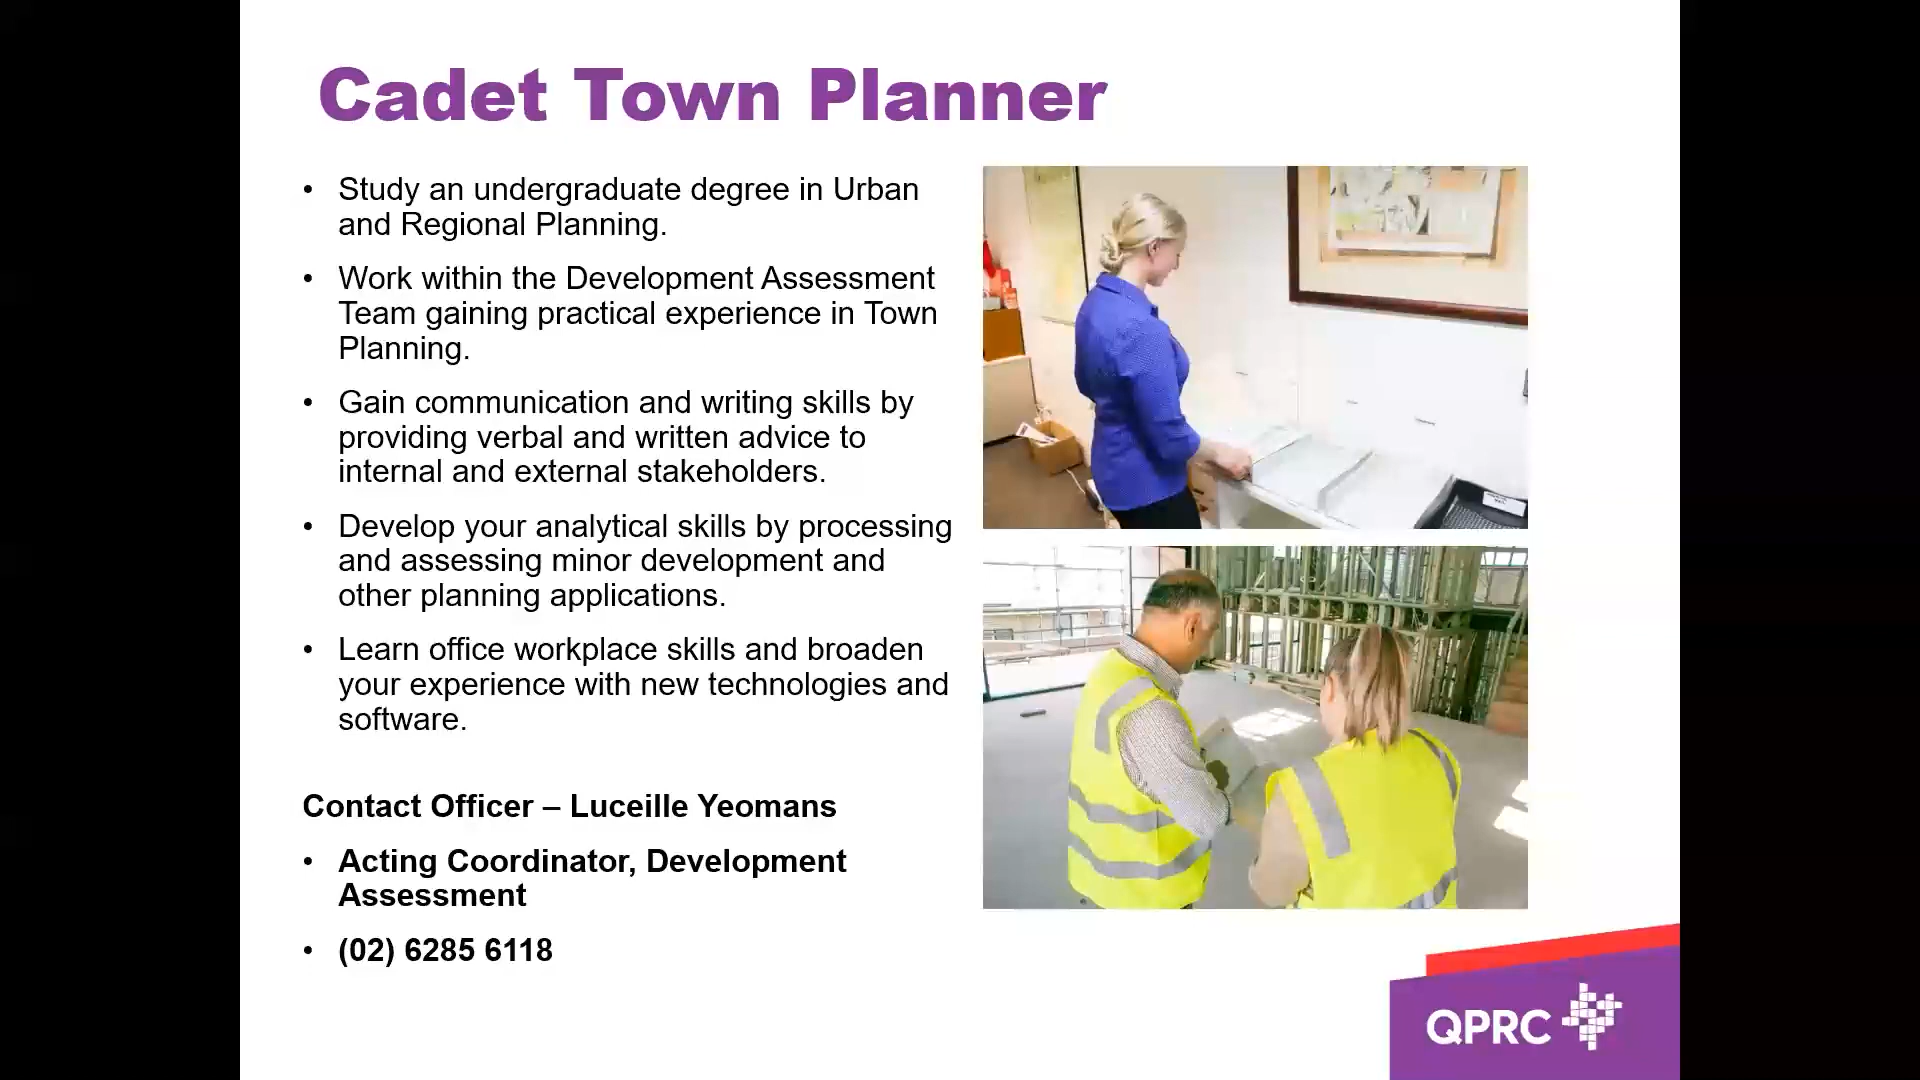 Cadet Town Planner
• Study an undergraduate degree in Urban
and Regional Planning.
• Work within the Development Assessment
Team gaining practical experience in Town
Planning.
• Gain communication and writing skills by
providing verbal and written advice to
internal and external stakeholders.
• Develop your analytical skills by processing
and assessing minor development and
other planning applications.
• Learn office workplace skills and broaden
your experience with new technologies and
software.
Contact Officer – Luceille Yeomans
• Acting Coordinator, Development
Assessment
• (02) 6285 6118
QPRC